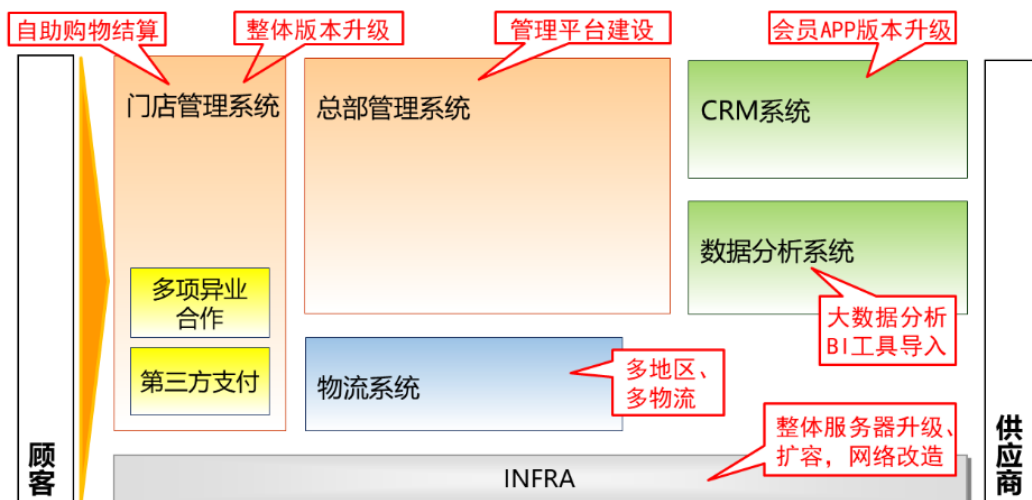 自助购物结算
整体版本升级
管理平台建设
会员APP版本升级
门店管理系统
总部管理系统
CRM系统
数据分析系统
多项异业
合作
大数据分析
BI工具导入
第三方支付
物流系统
多地区、
多物流
整体服务器升级、
扩容，网络改造
INFRA
顾客
供应商